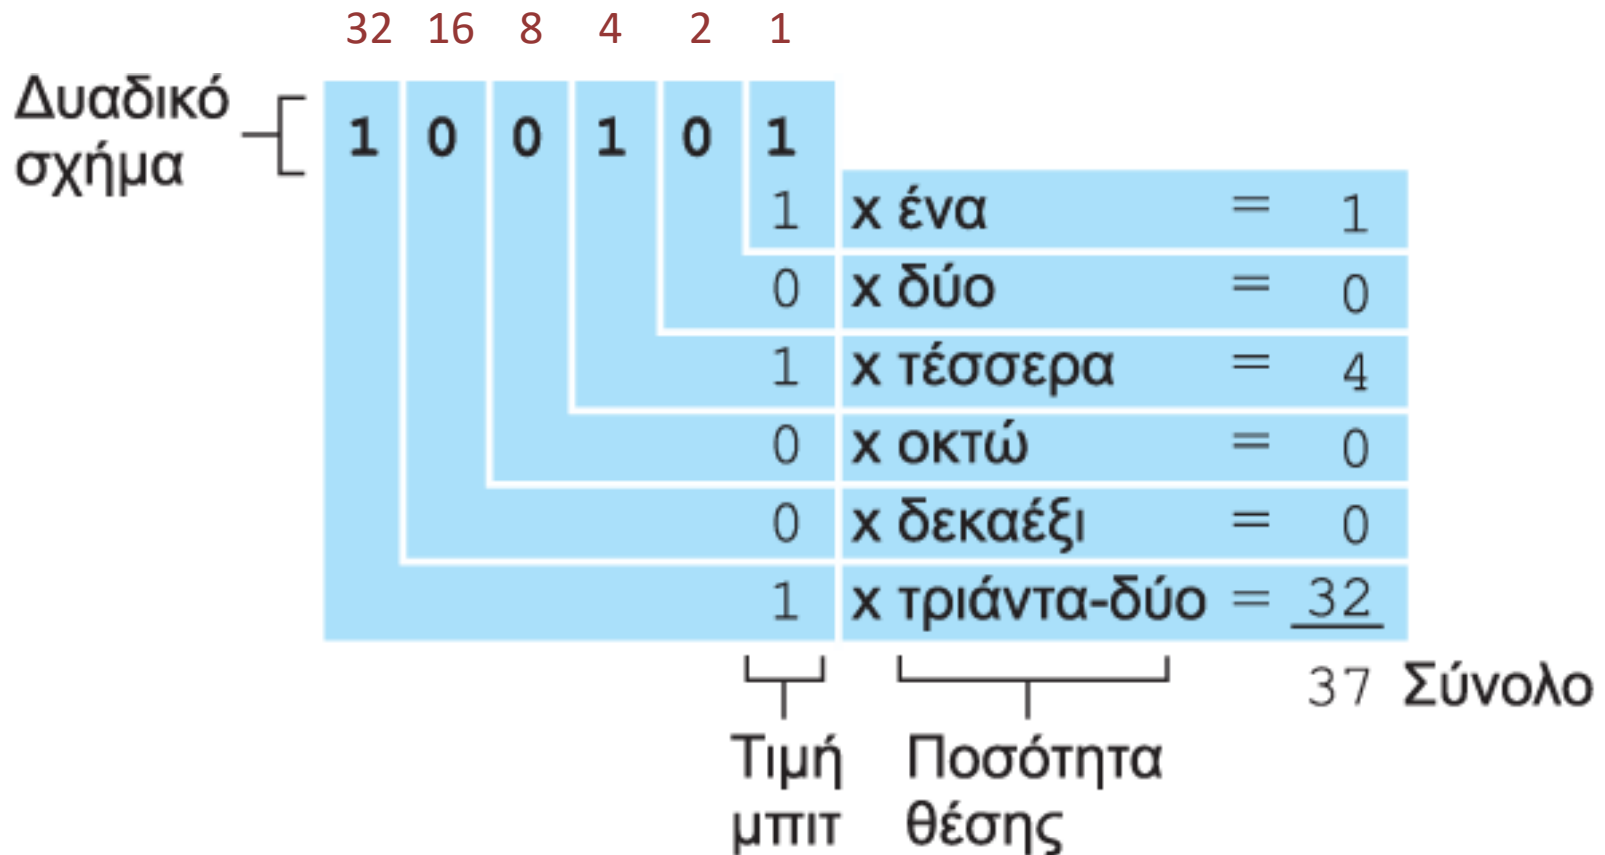 32 16 8 4 2 1
Δυαδικό
σχήμα
1 0 0 1 0 1
1 x ένα = 1
0 x δύο = 0
1 x τέσσερα = 4
0 x οκτώ = 0
0 x δεκαέξι = 0
1 x τριάντα-δύο = 32
37 Σύνολο
Τιμή
μπιτ
Ποσότητα
θέσης